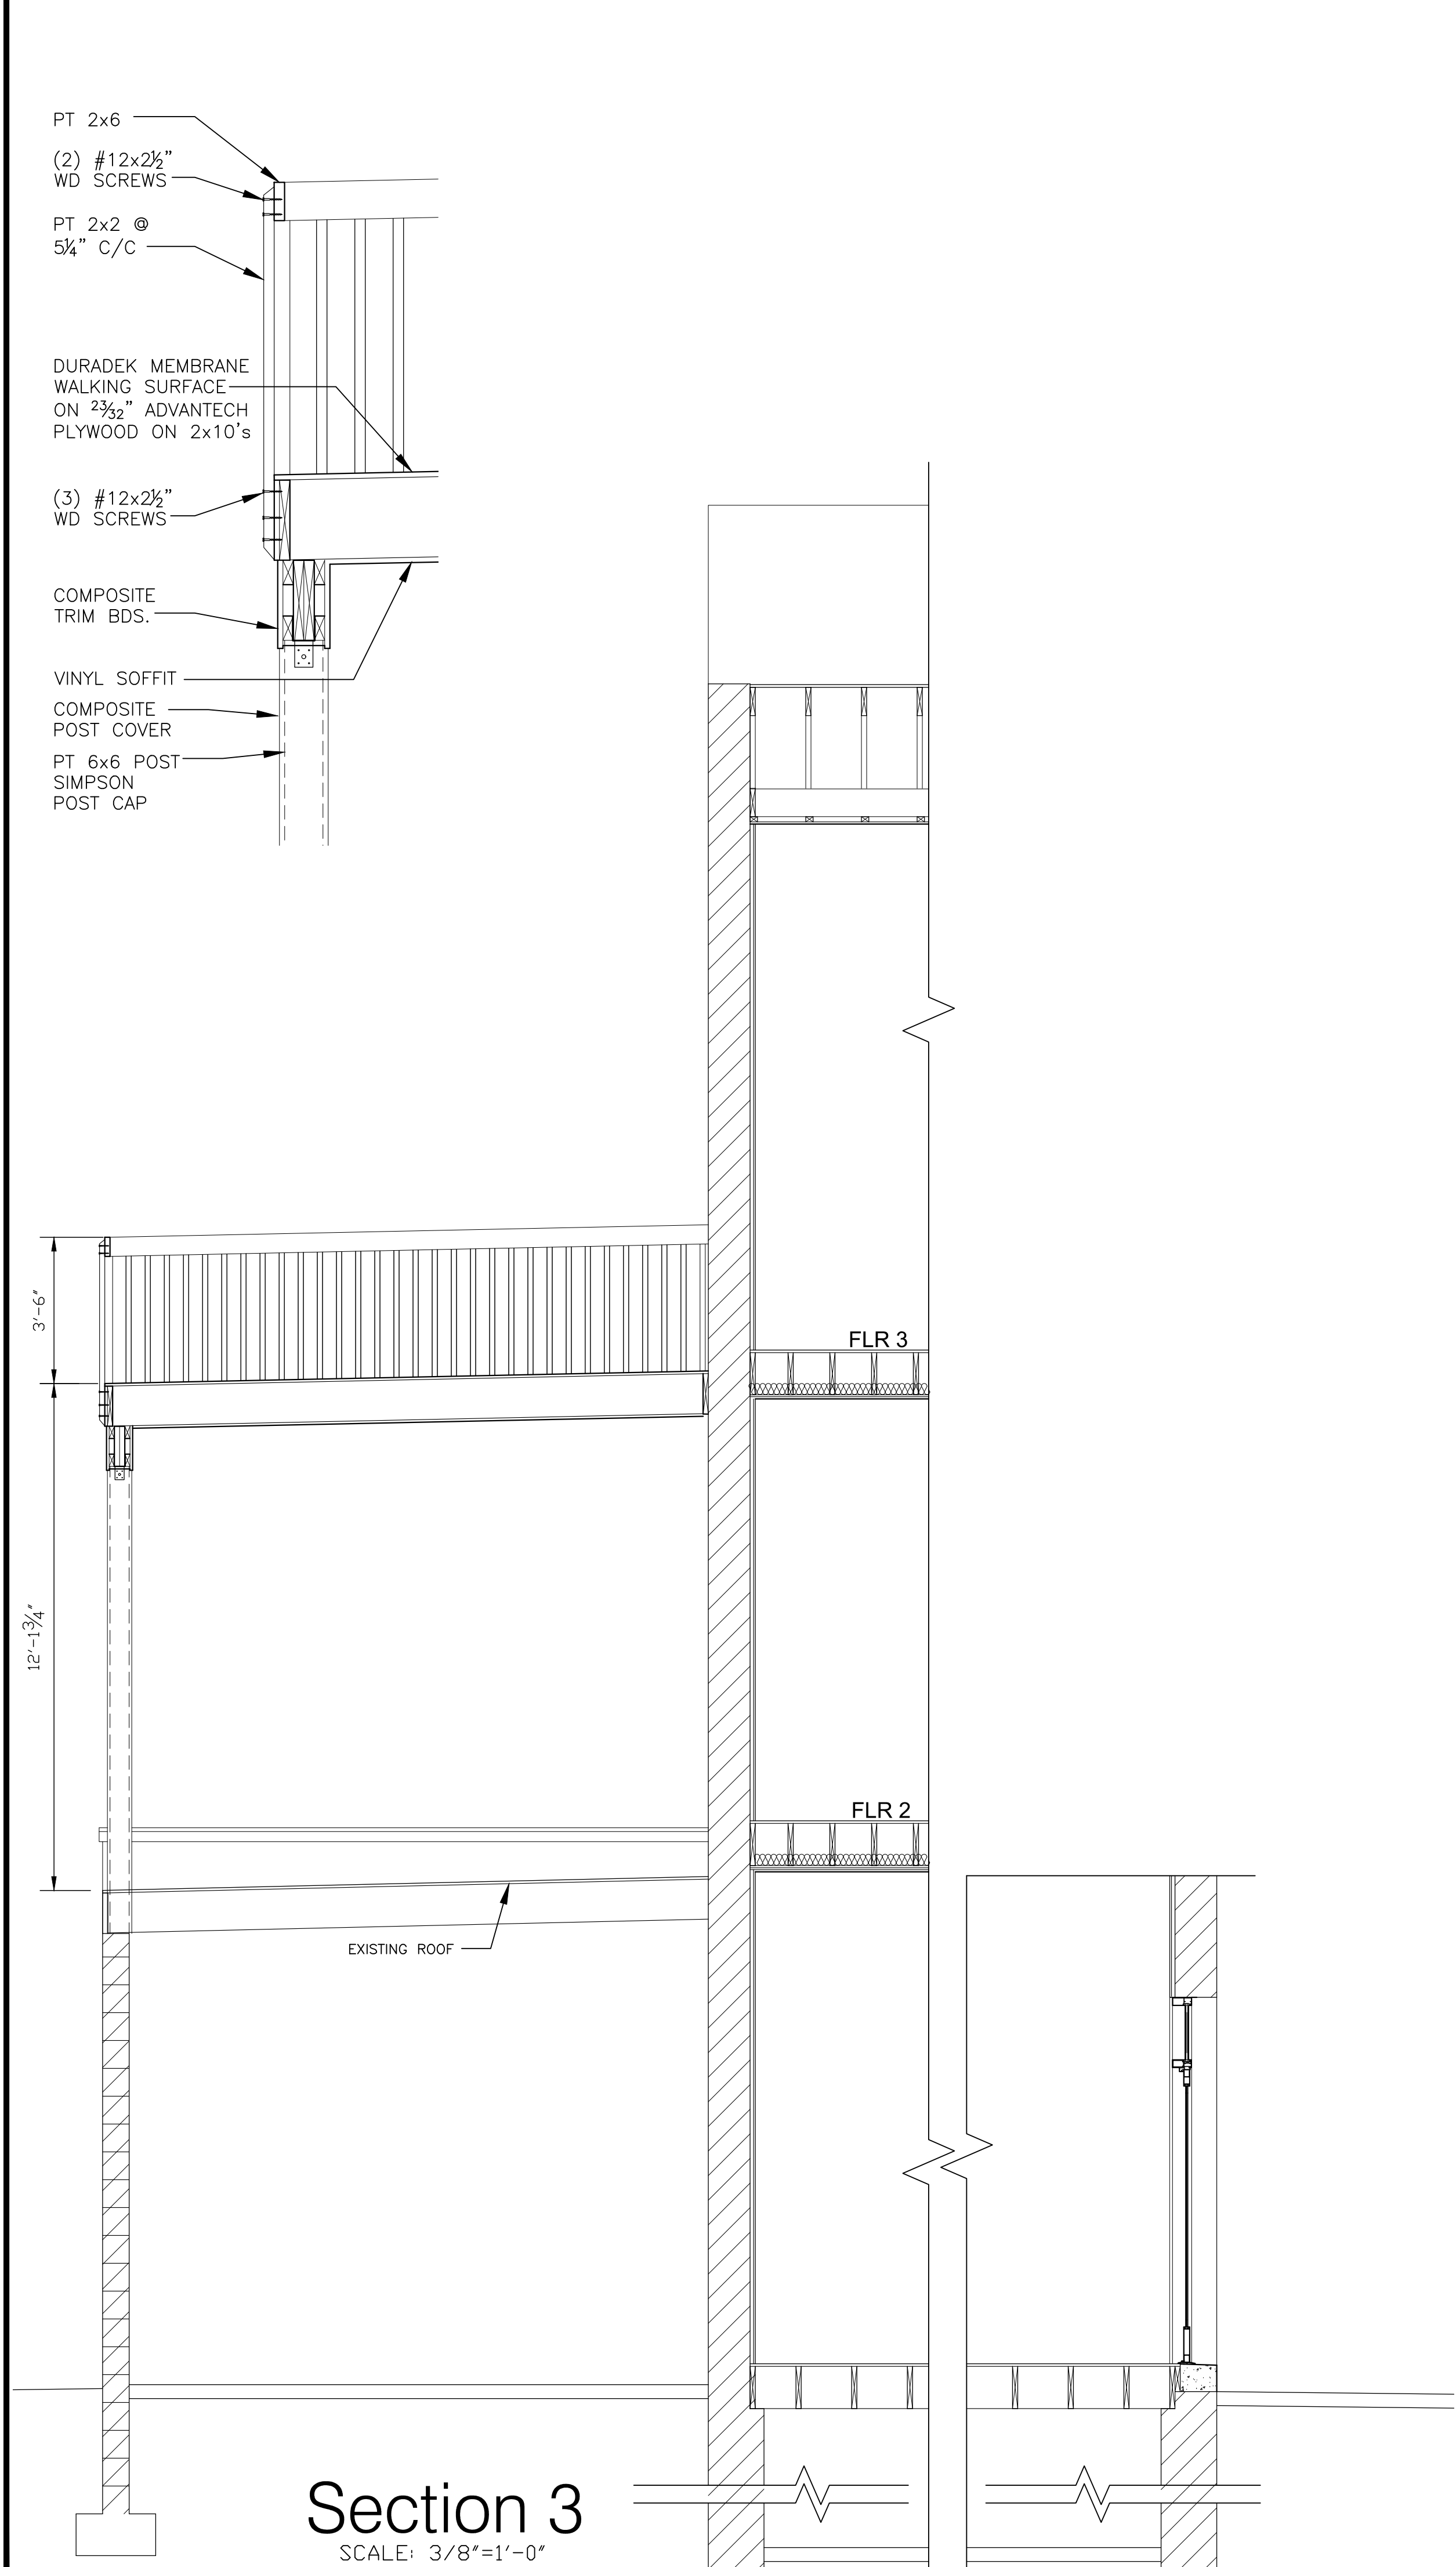 PT 2x6
(2) #12x2½"
WD SCREWS
PT 2x2 @
5¼" C/C
DURADEK MEMBRANE
WALKING SURFACE
ON 23⁄32" ADVANTECH
PLYWOOD ON 2x10's
(3) #12x2½"
WD SCREWS
COMPOSITE
TRIM BDS.
VINYL SOFFIT
COMPOSITE
POST COVER
PT 6x6 POST
SIMPSON
POST CAP
3'-6"
FLR 3
12'-1¾"
FLR 2
EXISTING ROOF
Section 3
SCALE: 3/8"=1'-0"